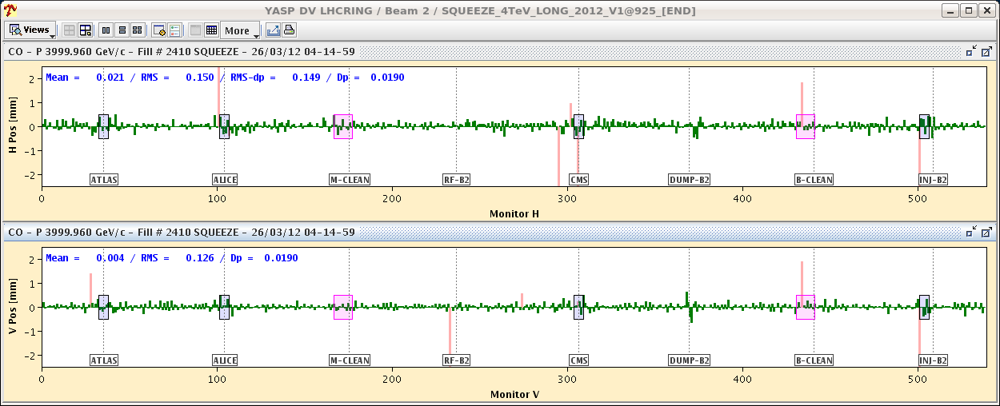 YASP DV LHCRING / Beam 2 / SQUEEZE_4TeV_LONG_2012_V1@925_[END]
Views More
CO - P 3999.960 GeV/c - Fill # 2410 SQUEEZE - 26/03/12 04-14-59
Mean = 0.021 / RMS = 0.150 / RMS-dp = 0.149 / Dp = 0.0190
H Pos [mm]
2
1
0
-1
-2
ATLAS ALICE M-CLEAN RF-B2 CMS DUMP-B2 B-CLEAN INJ-B2
0 100 200 300 400 500
Monitor H
CO - P 3999.960 GeV/c - Fill # 2410 SQUEEZE - 26/03/12 04-14-59
Mean = 0.004 / RMS = 0.126 / Dp = 0.0190
V Pos [mm]
2
1
0
-1
-2
ATLAS ALICE M-CLEAN RF-B2 CMS DUMP-B2 B-CLEAN INJ-B2
0 100 200 300 400 500
Monitor V